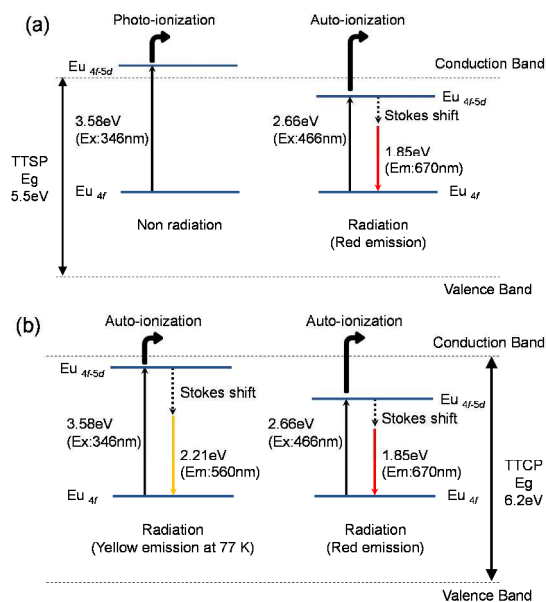 (a)
Photo-ionization
Auto-ionization
Eu 4f-5d
Conduction Band
Eu 4f-5d
Stokes shift
3.58eV
(Ex:346nm)
2.66eV
(Ex:466nm)
1.85eV
(Em:670nm)
TTSP
Eg
5.5eV
Eu 4f
Eu 4f
Non radiation
Radiation
(Red emission)
Valence Band
(b)
Auto-ionization
Auto-ionization
Conduction Band
Eu 4f-5d
Stokes shift
Eu 4f-5d
Stokes shift
3.58eV
(Ex:346nm)
2.21eV
(Em:560nm)
2.66eV
(Ex:466nm)
1.85eV
(Em:670nm)
TTCP
Eg
6.2eV
Eu 4f
Eu 4f
Radiation
(Yellow emission at 77 K)
Radiation
(Red emission)
Valence Band